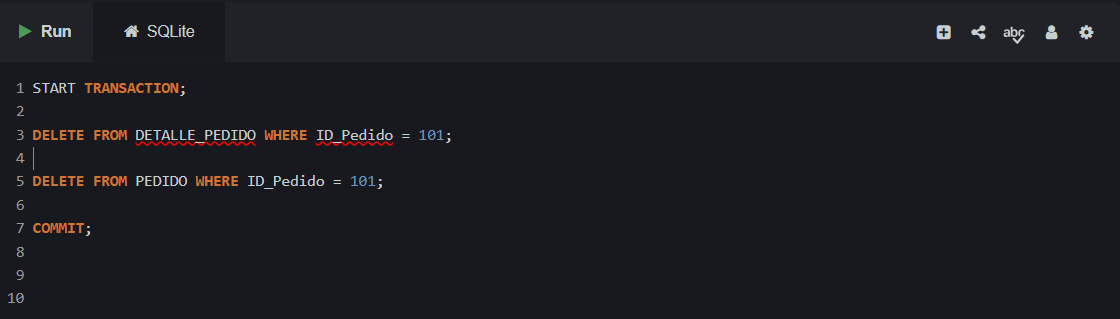 Run
SQLite
abc
1 START TRANSACTION;
2
3 DELETE FROM DETALLE_PEDIDO WHERE ID_Pedido = 101;
4
5 DELETE FROM PEDIDO WHERE ID_Pedido = 101;
6
7 COMMIT;
8
9
10